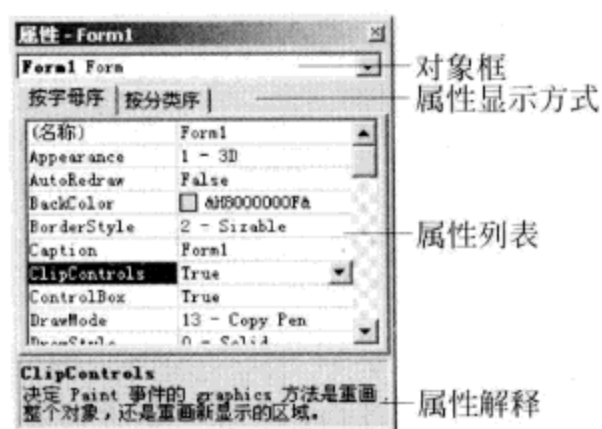 属性 - Form1
Form1 Form
对象框
按字母序 按分类序
属性显示方式
(名称) Form1
Appearance 1 - 3D
AutoRedraw False
BackColor &H8000000F&
BorderStyle 2 - Sizable
属性列表
Caption Form1
ClipControls True
ControlBox True
DrawMode 13 - Copy Pen
DrawStyle 0 - Solid
ClipControls
决定 Paint 事件的 graphics 方法是重画
整个对象，还是重画新显示的区域。
属性解释